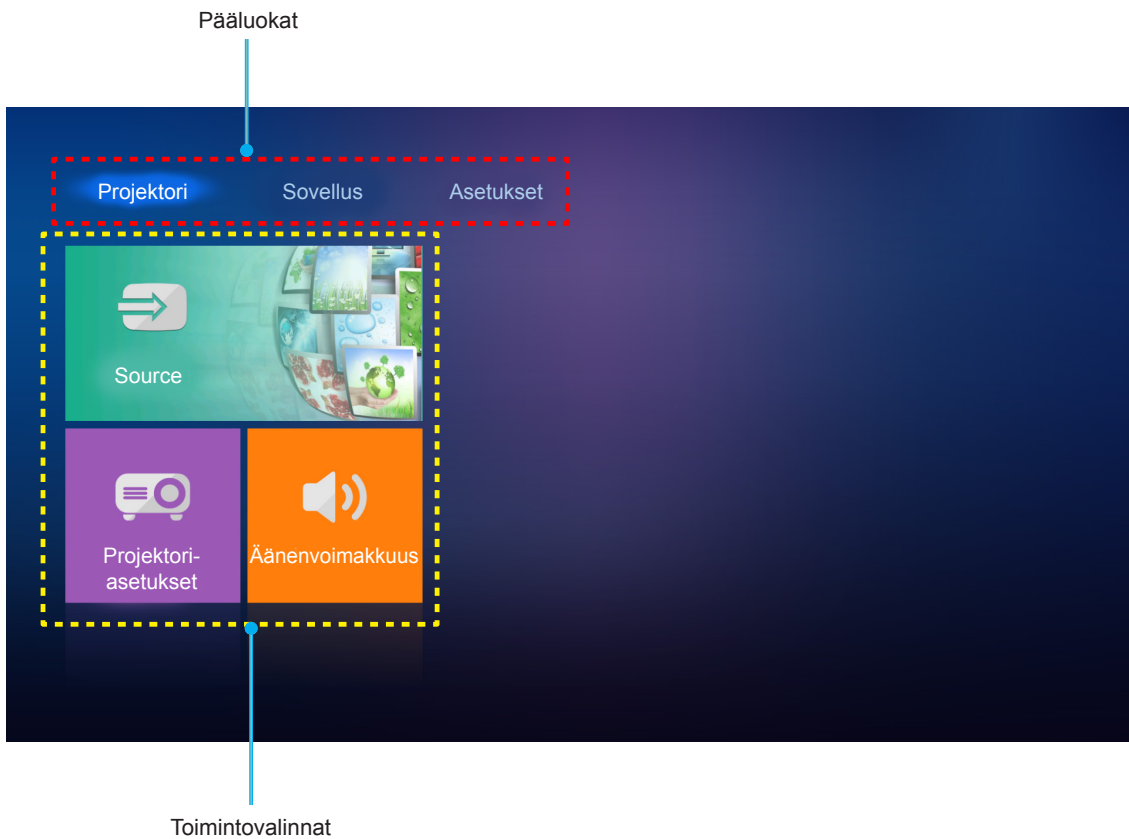 Pääluokat
Projektori Sovellus Asetukset
Source
Projektori-
asetukset
Äänenvoimakkuus
Toimintovalinnat